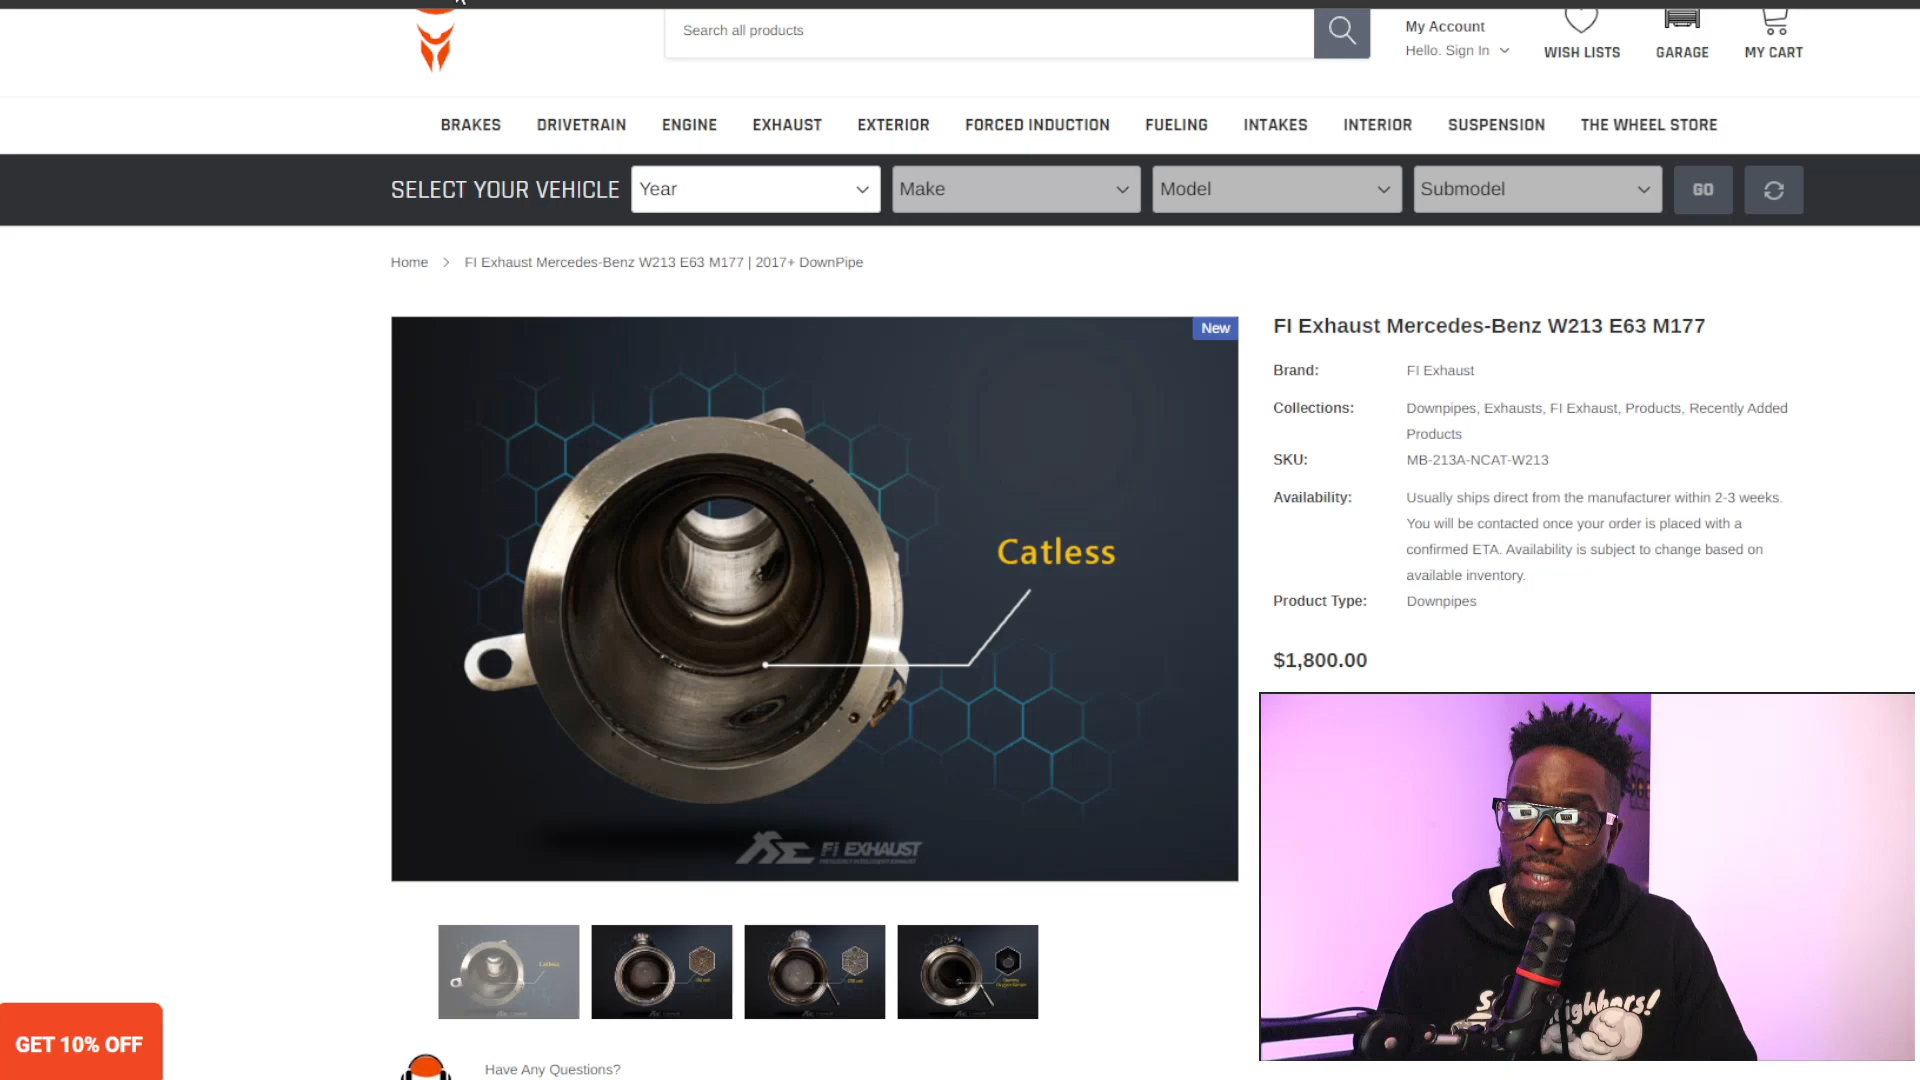 Search all products
My Account
Hello. Sign In
WISH LISTS
GARAGE
MY CART
BRAKES
DRIVETRAIN
ENGINE
EXHAUST
EXTERIOR
FORCED INDUCTION
FUELING
INTAKES
INTERIOR
SUSPENSION
THE WHEEL STORE
SELECT YOUR VEHICLE
Year
Make
Model
Submodel
GO
Home
FI Exhaust Mercedes-Benz W213 E63 M177 | 2017+ DownPipe
New
Catless
Fi EXHAUST
FREQUENCY INTELLIGENT EXHAUST
FI Exhaust Mercedes-Benz W213 E63 M177
Brand: FI Exhaust
Collections: Downpipes, Exhausts, FI Exhaust, Products, Recently Added
Products
SKU: MB-213A-NCAT-W213
Availability: Usually ships direct from the manufacturer within 2-3 weeks.
You will be contacted once your order is placed with a
confirmed ETA. Availability is subject to change based on
available inventory.
Product Type: Downpipes
$1,800.00
Catless
GET 10% OFF
Have Any Questions?